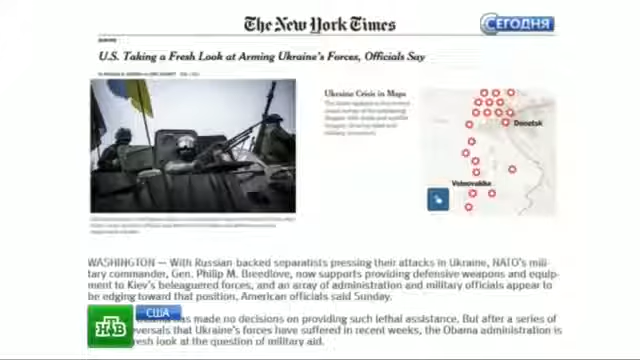 The New York Times
СЕГОДНЯ
U.S. Taking a Fresh Look at Arming Ukraine's Forces, Officials Say
Ukraine Crisis in Maps
Donetsk
Volnovakha
WASHINGTON — With Russian-backed separatists pressing their attacks in Ukraine, NATO's mili-
tary commander, Gen. Philip M. Breedlove, now supports providing defensive weapons and equip-
ment to Kiev's beleaguered forces, and an array of administration and military officials appear to
be edging toward that position, American officials said Sunday.
США
has made no decisions on providing such lethal assistance. But after a series of
НТВ
ersals that Ukraine's forces have suffered in recent weeks, the Obama administration is
fresh look at the question of military aid.